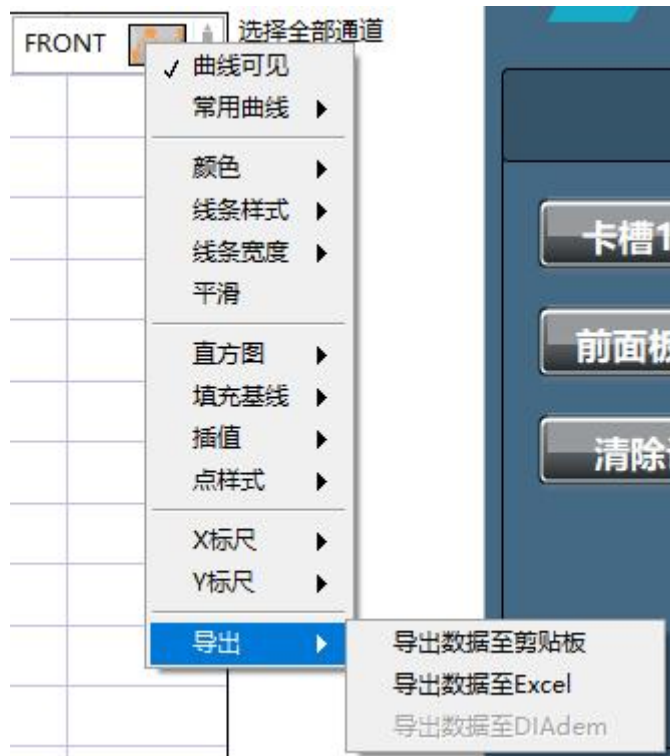 FRONT
选择全部通道
曲线可见
常用曲线
颜色
线条样式
线条宽度
平滑
直方图
填充基线
插值
点样式
X标尺
Y标尺
导出
导出数据至剪贴板
导出数据至Excel
导出数据至DIAdem
卡槽1
前面板
清除